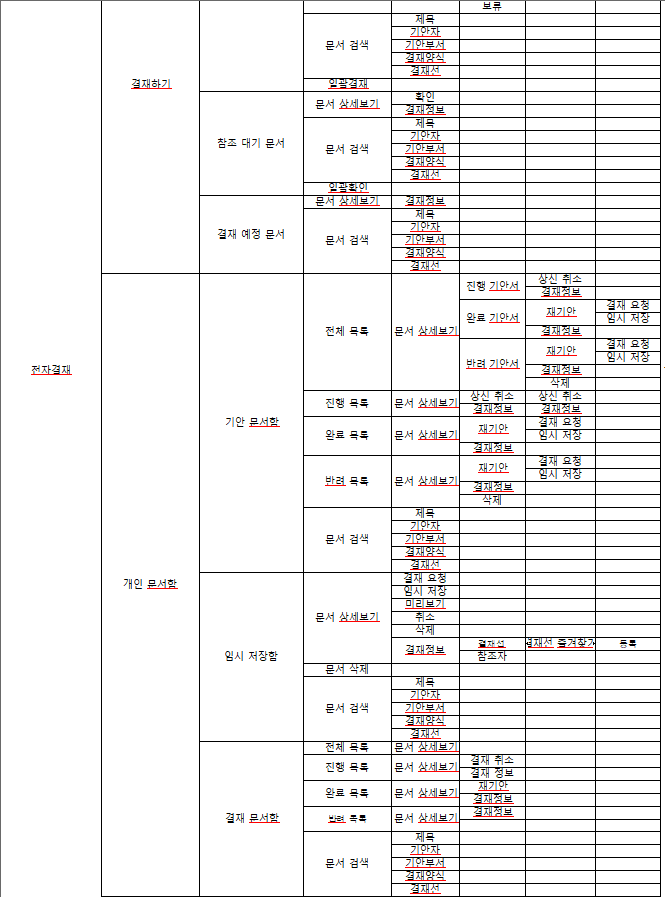 보류
제목
기안자
문서 검색
기안부서
결재양식
결재선
결재하기
일괄결재
문서 상세보기
확인
결재정보
참조 대기 문서
제목
기안자
문서 검색
기안부서
결재양식
결재선
일괄확인
문서 상세보기
결재정보
결재 예정 문서
제목
기안자
문서 검색
기안부서
결재양식
결재선
전자결재
개인 문서함
기안 문서함
전체 목록
문서 상세보기
진행 기안서
상신 취소
결재정보
완료 기안서
재기안
결재 요청
임시 저장
결재정보
반려 기안서
재기안
결재 요청
임시 저장
결재정보
삭제
진행 목록
문서 상세보기
상신 취소
상신 취소
결재정보
결재정보
완료 목록
문서 상세보기
재기안
결재 요청
임시 저장
결재정보
반려 목록
문서 상세보기
재기안
결재 요청
임시 저장
결재정보
삭제
문서 검색
제목
기안자
기안부서
결재양식
결재선
임시 저장함
문서 상세보기
결재 요청
임시 저장
미리보기
취소
삭제
결재정보
결재선
결재선 즐겨찾기
등록
참조자
문서 삭제
문서 검색
제목
기안자
기안부서
결재양식
결재선
결재 문서함
전체 목록
문서 상세보기
진행 목록
문서 상세보기
결재 취소
결재 정보
완료 목록
문서 상세보기
재기안
결재정보
반려 목록
문서 상세보기
결재정보
문서 검색
제목
기안자
기안부서
결재양식
결재선